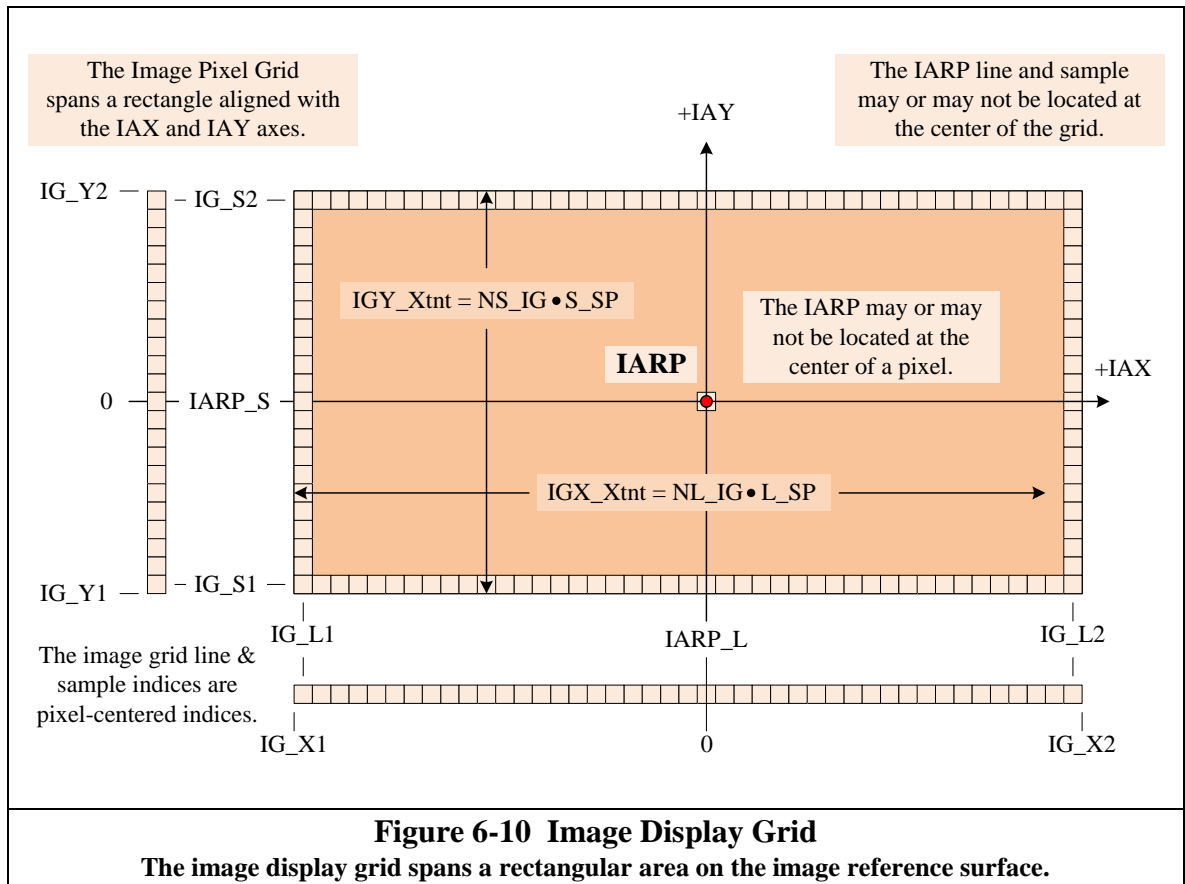 The Image Pixel Grid
spans a rectangle aligned with
the IAX and IAY axes.
The IARP line and sample
may or may not be located at
the center of the grid.
+IAY
IG_Y2
IG_S2
IGY_Xtnt = NS_IG • S_SP
The IARP may or may
not be located at the
center of a pixel.
IARP
+IAX
0
IARP_S
IGX_Xtnt = NL_IG • L_SP
IG_S1
IG_Y1
IG_L1
IARP_L
IG_L2
The image grid line &
sample indices are
pixel-centered indices.
IG_X1
0
IG_X2
Figure 6-10 Image Display Grid
The image display grid spans a rectangular area on the image reference surface.